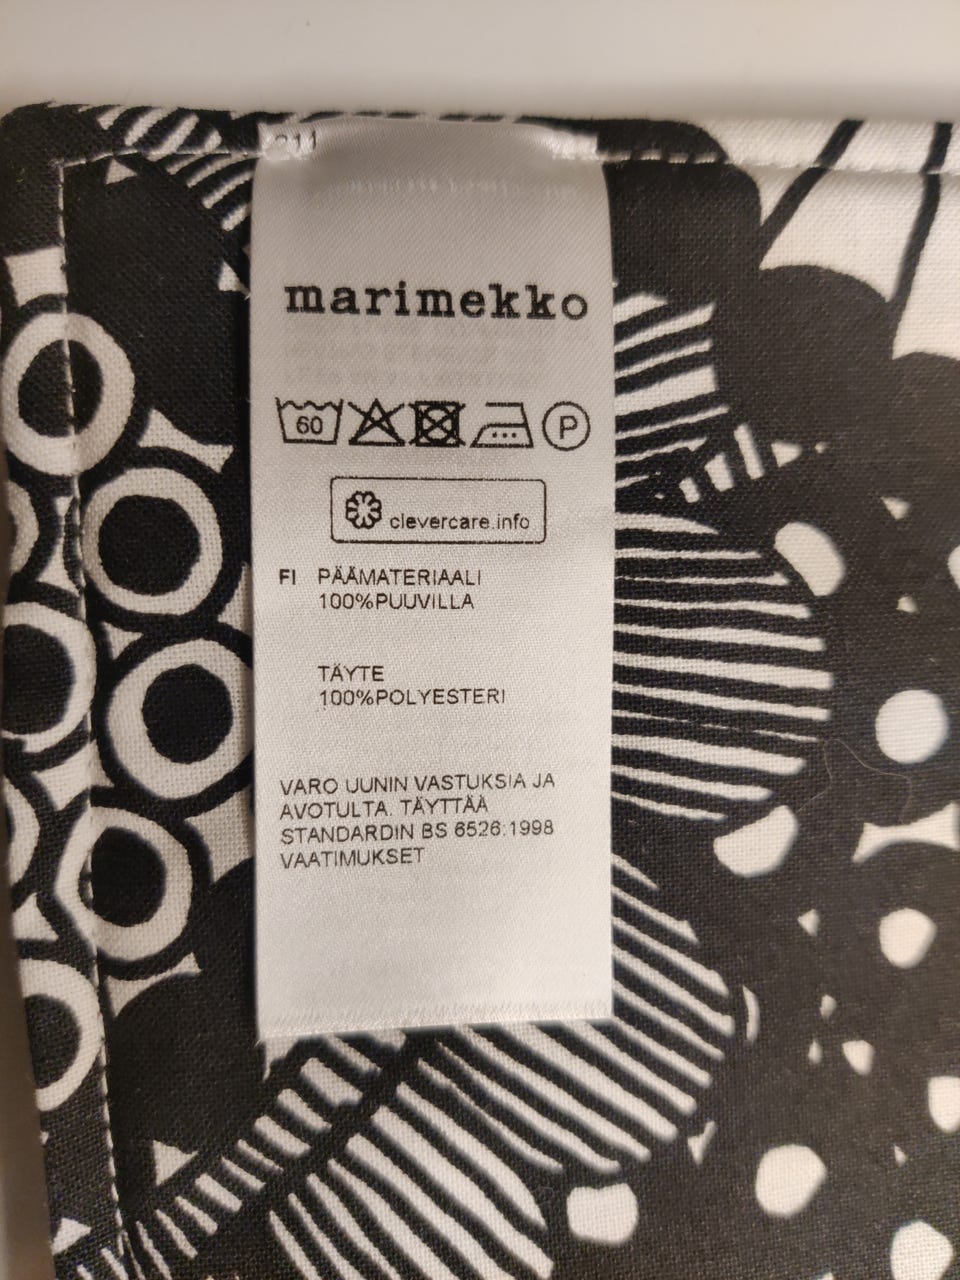 marimekko
60
P
clevercare.info
FI PÄÄMATERIAALI
100%PUUVILLA
TÄYTE
100%POLYESTERI
VARO UUNIN VASTUKSIA JA
AVOTULTA. TÄYTTÄÄ
STANDARDIN BS 6526:1998
VAATIMUKSET